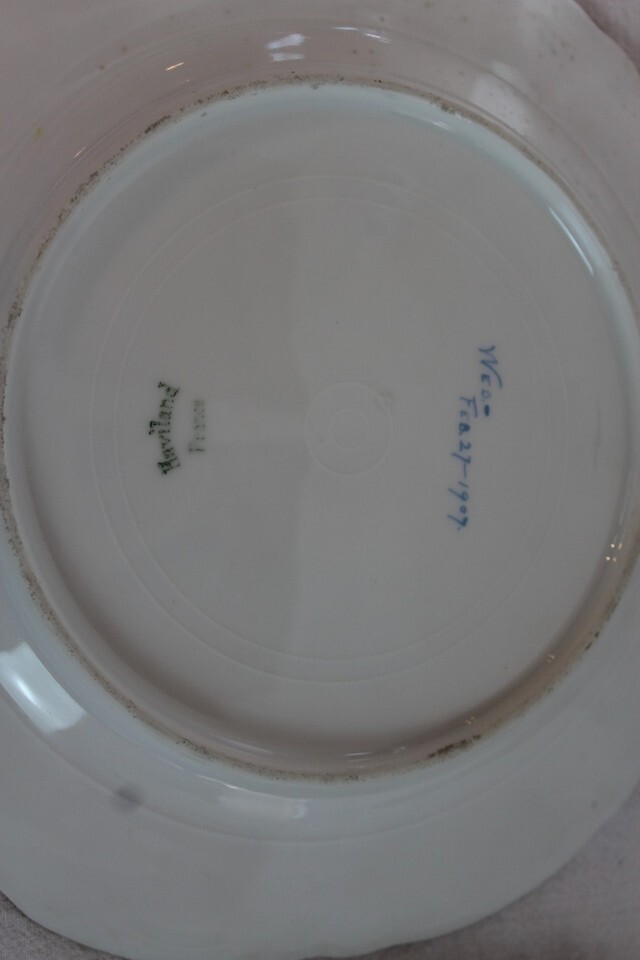 Haviland
France
WED.
FEB 27-1907.